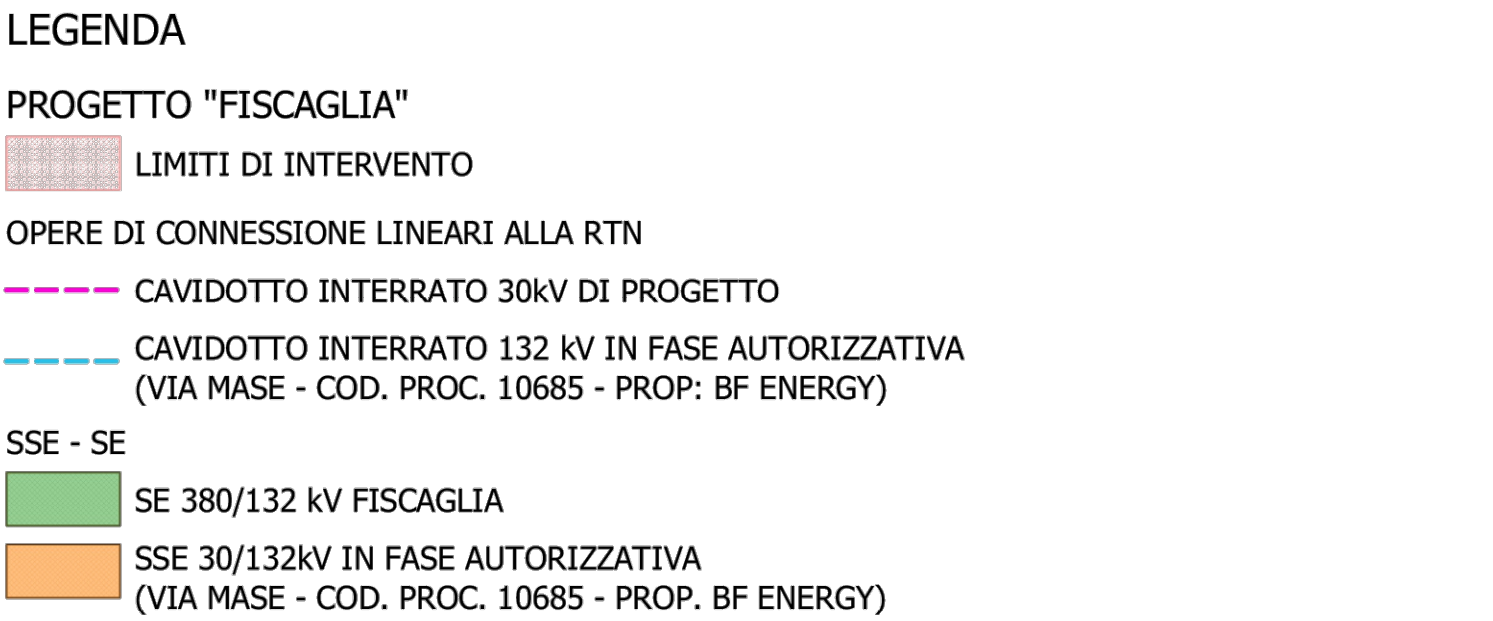 LEGENDA
PROGETTO "FISCAGLIA"
LIMITI DI INTERVENTO
OPERE DI CONNESSIONE LINEARI ALLA RTN
CAVIDOTTO INTERRATO 30kV DI PROGETTO
CAVIDOTTO INTERRATO 132 kV IN FASE AUTORIZZATIVA
(VIA MASE - COD. PROC. 10685 - PROP: BF ENERGY)
SSE - SE
SE 380/132 kV FISCAGLIA
SSE 30/132kV IN FASE AUTORIZZATIVA
(VIA MASE - COD. PROC. 10685 - PROP. BF ENERGY)